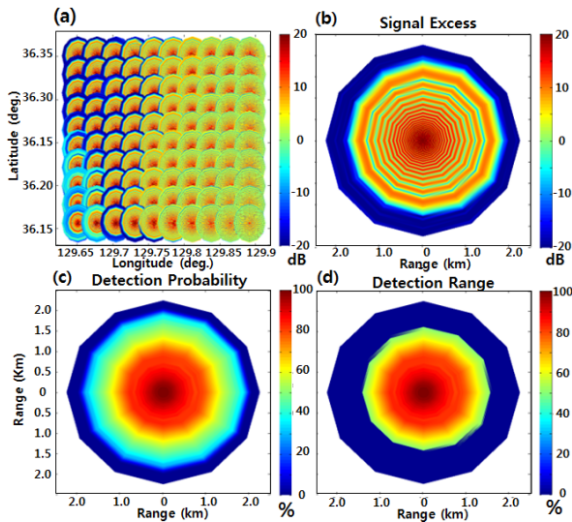 (a)
36.35
36.30
36.15
36.20
36.15
Latitude (deg.)
129.65 129.7 129.75 129.8 129.85 129.9
Longitude (deg.)
20
10
0
-10
-20
dB
(b) Signal Excess
2.0 1.0 0 1.0 2.0
Range (km)
20
10
0
-10
-20
dB
(c) Detection Probability
2.0
1.5
1.0
0.5
0
0.5
1.0
1.5
2.0
Range (Km)
2.0 1.0 0 1.0 2.0
Range (km)
100
80
60
40
20
0
%
(d) Detection Range
2.0 1.0 0 1.0 2.0
Range (km)
100
80
60
40
20
0
%